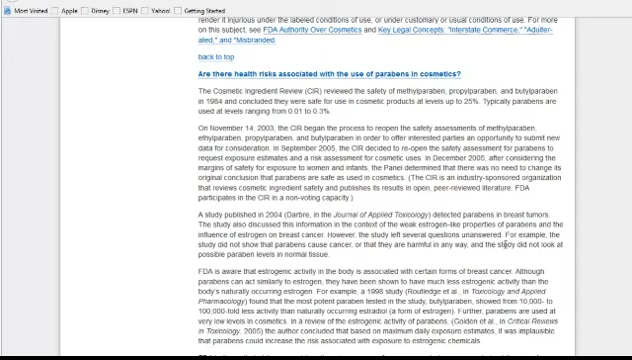 Most Visited Apple Disney ESPN Yahoo! Getting Started
render it injurious under the labeled conditions of use, or under customary or usual conditions of use. For more
on this subject, see FDA Authority Over Cosmetics and Key Legal Concepts: "Interstate Commerce," "Adulter-
ated," and "Misbranded.
back to top
Are there health risks associated with the use of parabens in cosmetics?
The Cosmetic Ingredient Review (CIR) reviewed the safety of methylparaben, propylparaben, and butylparaben
in 1984 and concluded they were safe for use in cosmetic products at levels up to 25%. Typically parabens are
used at levels ranging from 0.01 to 0.3%.
On November 14, 2003, the CIR began the process to reopen the safety assessments of methylparaben,
ethylparaben, propylparaben, and butylparaben in order to offer interested parties an opportunity to submit new
data for consideration. In September 2005, the CIR decided to re-open the safety assessment for parabens to
request exposure estimates and a risk assessment for cosmetic uses. In December 2005, after considering the
margins of safety for exposure to women and infants, the Panel determined that there was no need to change its
original conclusion that parabens are safe as used in cosmetics. (The CIR is an industry-sponsored organization
that reviews cosmetic ingredient safety and publishes its results in open, peer-reviewed literature. FDA
participates in the CIR in a non-voting capacity.)
A study published in 2004 (Darbre, in the Journal of Applied Toxicology) detected parabens in breast tumors.
The study also discussed this information in the context of the weak estrogen-like properties of parabens and the
influence of estrogen on breast cancer. However, the study left several questions unanswered. For example, the
study did not show that parabens cause cancer, or that they are harmful in any way, and the study did not look at
possible paraben levels in normal tissue.
FDA is aware that estrogenic activity in the body is associated with certain forms of breast cancer. Although
parabens can act similarly to estrogen, they have been shown to have much less estrogenic activity than the
body's naturally occurring estrogen. For example, a 1998 study (Routledge et al., in Toxicology and Applied
Pharmacology) found that the most potent paraben tested in the study, butylparaben, showed from 10,000- to
100,000-fold less activity than naturally occurring estradiol (a form of estrogen). Further, parabens are used at
very low levels in cosmetics. In a review of the estrogenic activity of parabens, (Golden et al., in Critical Reviews
in Toxicology, 2005) the author concluded that based on maximum daily exposure estimates, it was implausible
that parabens could increase the risk associated with exposure to estrogenic chemicals